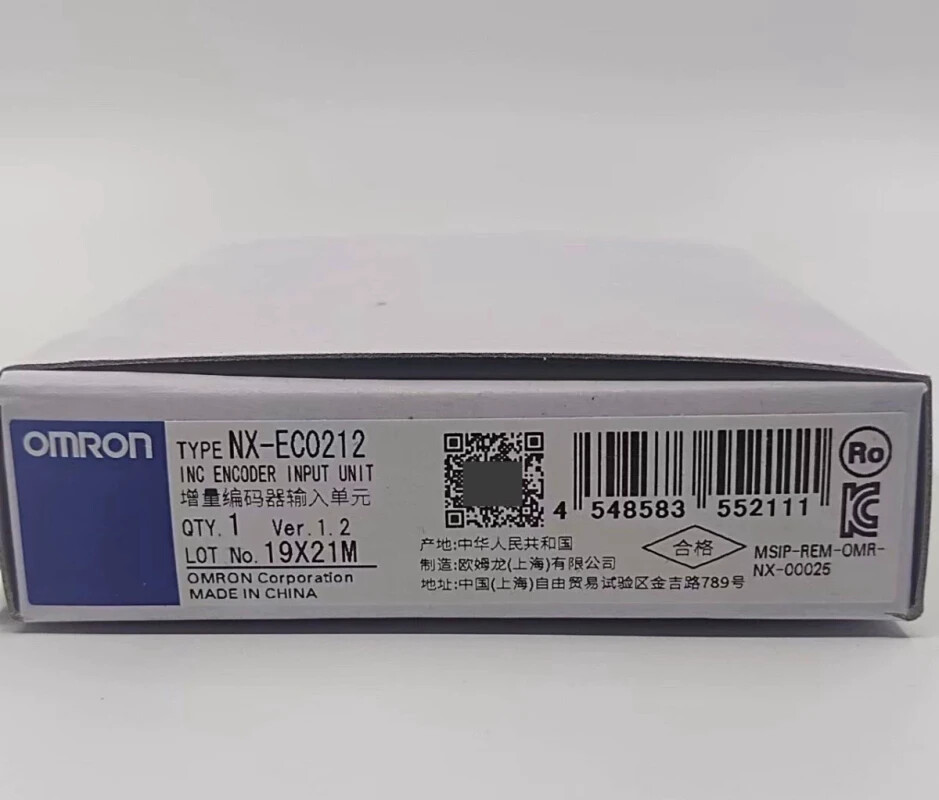 OMRON
TYPE NX-EC0212
INC ENCODER INPUT UNIT
增量编码器输入单元
QTY. 1 Ver.1.2
LOT No. 19X21M
OMRON Corporation
MADE IN CHINA
4 548583 552111
产地:中华人民共和国
制造:欧姆龙(上海)有限公司
地址:中国(上海)自由贸易试验区金吉路789号
合格
Ro
MSIP-REM-OMR-
NX-00025